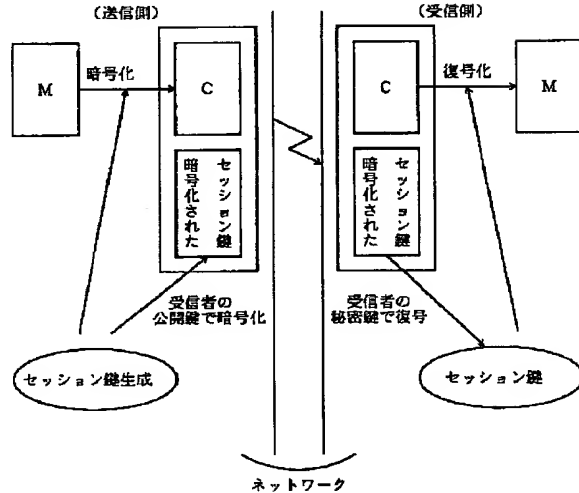 （送信側）
（受信側）
M
暗号化
C
C
復号化
M
暗号化された
セッション鍵
暗号化された
セッション鍵
受信者の
公開鍵で暗号化
受信者の
秘密鍵で復号
セッション鍵生成
セッション鍵
ネットワーク